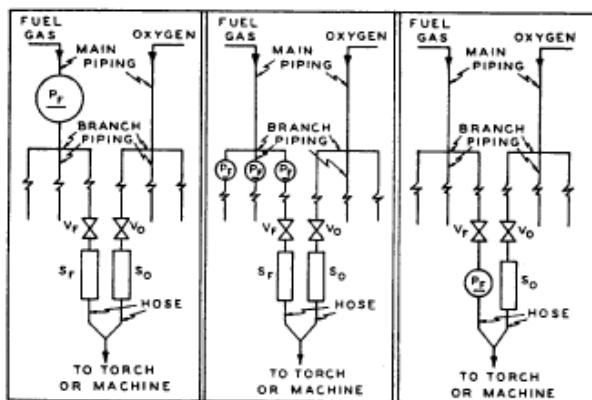 FUEL
GAS
OXYGEN
MAIN
PIPING
PF
BRANCH
PIPING
VF
VO
SF
SO
HOSE
TO TORCH
OR MACHINE
FUEL
GAS
OXYGEN
MAIN
PIPING
BRANCH
PIPING
PF
PF
PF
VF
VO
SF
SO
HOSE
TO TORCH
OR MACHINE
FUEL
GAS
OXYGEN
MAIN
PIPING
BRANCH
PIPING
VF
VO
PF
SO
HOSE
TO TORCH
OR MACHINE